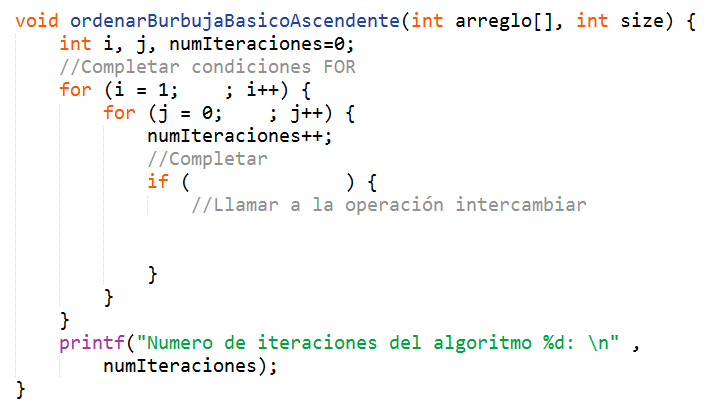 void ordenarBurbujaBasicoAscendente(int arreglo[], int size) {
    int i, j, numIteraciones=0;
    //Completar condiciones FOR
    for (i = 1;    ; i++) {
        for (j = 0;    ; j++) {
            numIteraciones++;
            //Completar
            if (              ) {
                //Llamar a la operación intercambiar
            }
        }
    }
    printf("Numero de iteraciones del algoritmo %d: \n" ,
        numIteraciones);
}